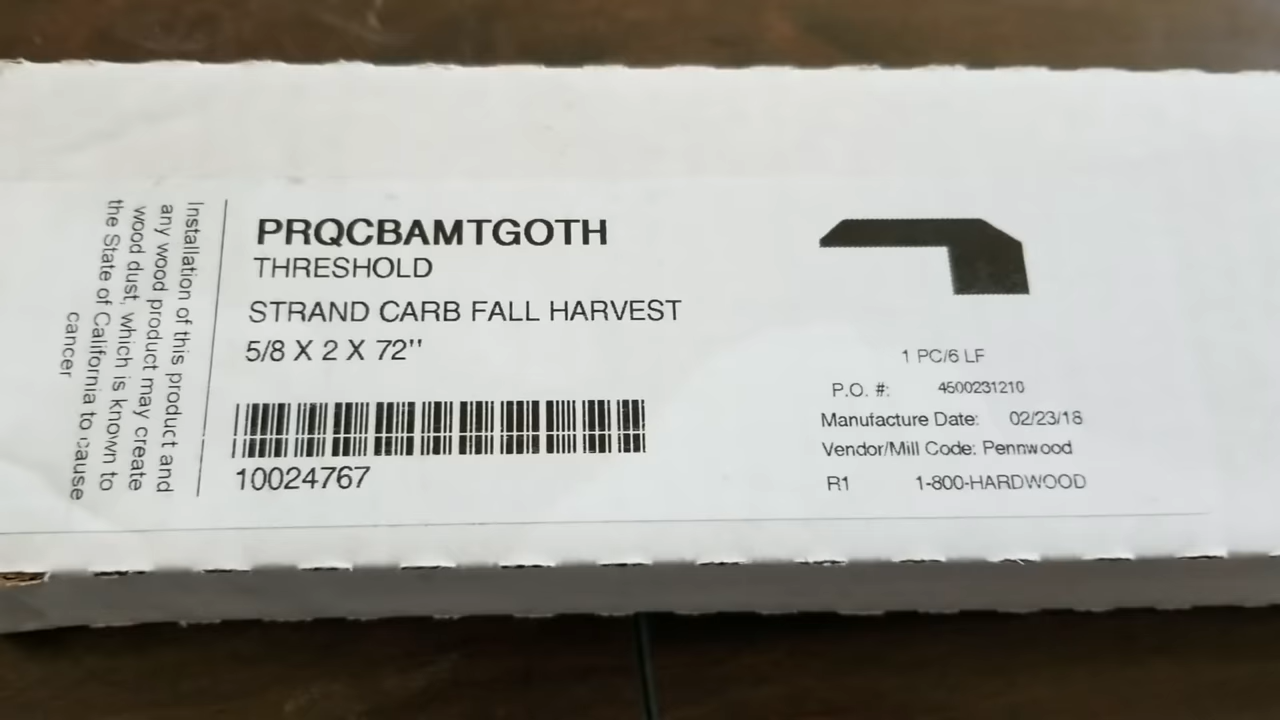 Installation of this product and
any wood product may create
wood dust, which is known to
the State of California to cause
cancer
PRQCBAMTGOTH
THRESHOLD
STRAND CARB FALL HARVEST
5/8 X 2 X 72"
10024767
1 PC/6 LF
P.O. #: 4500231210
Manufacture Date: 02/23/18
Vendor/Mill Code: Pennwood
R1 1-800-HARDWOOD